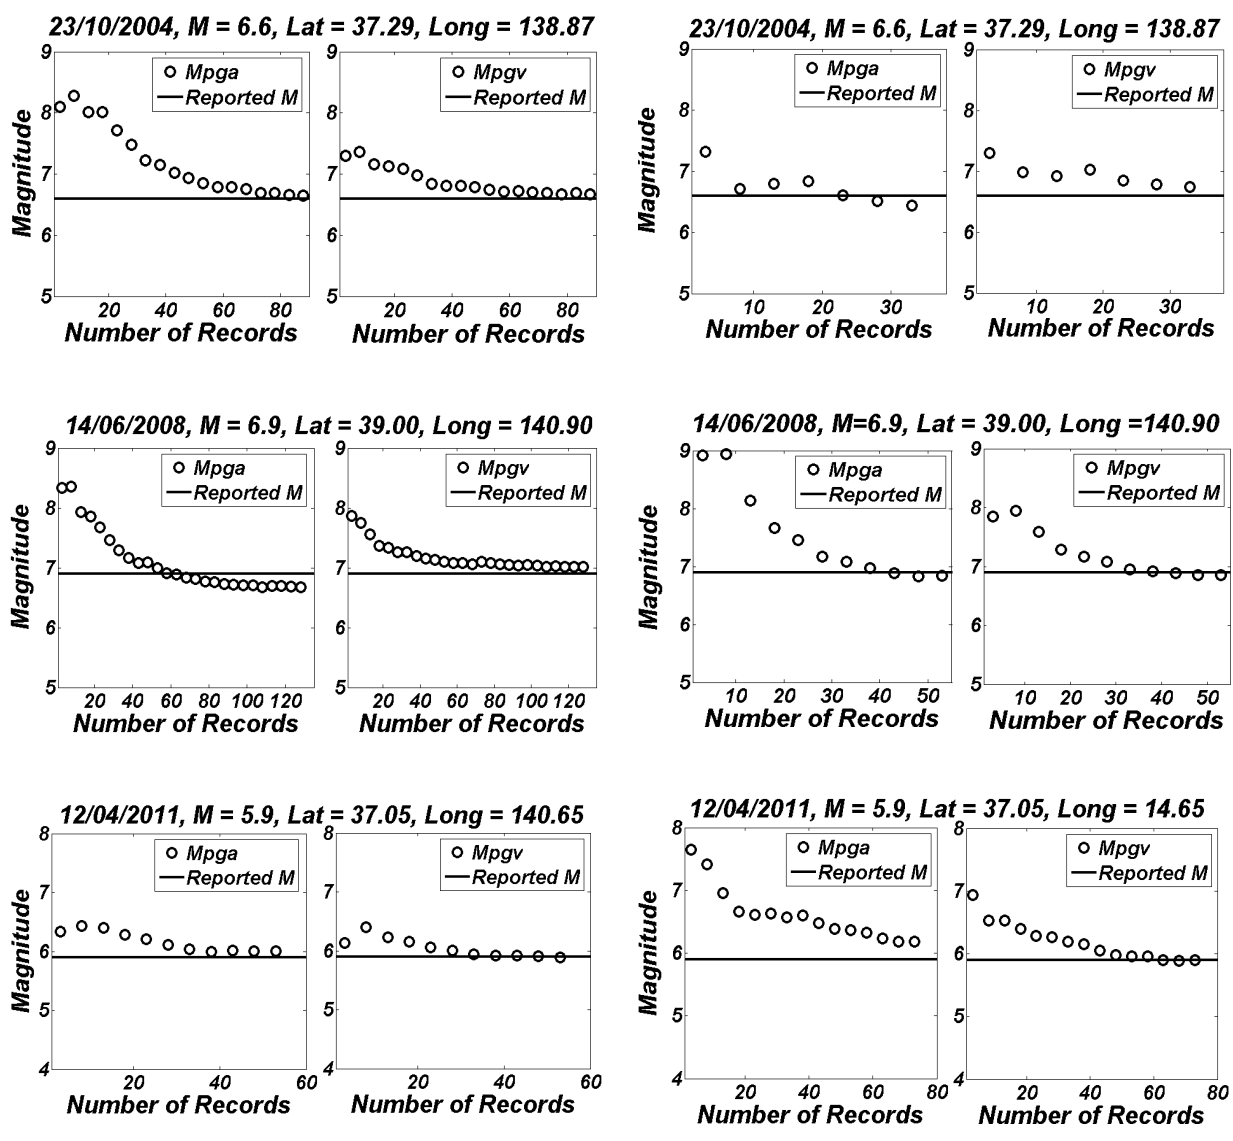 23/10/2004, M = 6.6, Lat = 37.29, Long = 138.87
9
8
7
6
5
Magnitude
Mpga
Reported M
20 40 60 80
Mpgv
Reported M
20 40 60 80
Number of Records Number of Records
23/10/2004, M = 6.6, Lat = 37.29, Long = 138.87
9
8
7
6
5
Magnitude
Mpga
Reported M
10 20 30
9
8
7
6
5
Mpgv
Reported M
10 20 30
Number of Records Number of Records
14/06/2008, M = 6.9, Lat = 39.00, Long = 140.90
9
8
7
6
5
Magnitude
Mpga
Reported M
20 40 60 80 100 120
9
8
7
6
5
Mpgv
Reported M
20 40 60 80 100 120
Number of Records Number of Records
14/06/2008, M=6.9, Lat = 39.00, Long =140.90
9
8
7
6
5
Magnitude
Mpga
Reported M
10 20 30 40 50
9
8
7
6
5
Mpgv
Reported M
10 20 30 40 50
Number of Records Number of Records
12/04/2011, M = 5.9, Lat = 37.05, Long = 140.65
8
7
6
5
4
Magnitude
Mpga
Reported M
20 40 60
8
7
6
5
4
Mpgv
Reported M
20 40 60
Number of Records Number of Records
12/04/2011, M = 5.9, Lat = 37.05, Long = 14.65
8
7
6
5
4
Magnitude
Mpga
Reported M
20 40 60 80
8
7
6
5
4
Mpgv
Reported M
20 40 60 80
Number of Records Number of Records